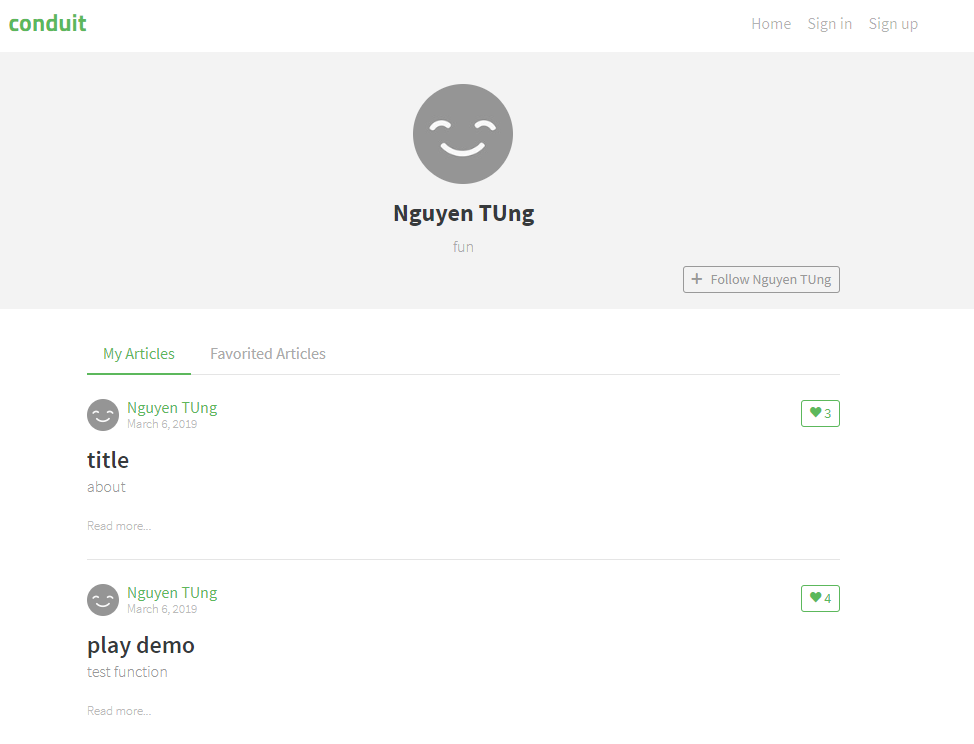 conduit
Home Sign in Sign up
Nguyen TUng
fun
Follow Nguyen TUng
My Articles Favorited Articles
Nguyen TUng
March 6, 2019
3
title
about
Read more...
Nguyen TUng
March 6, 2019
4
play demo
test function
Read more...